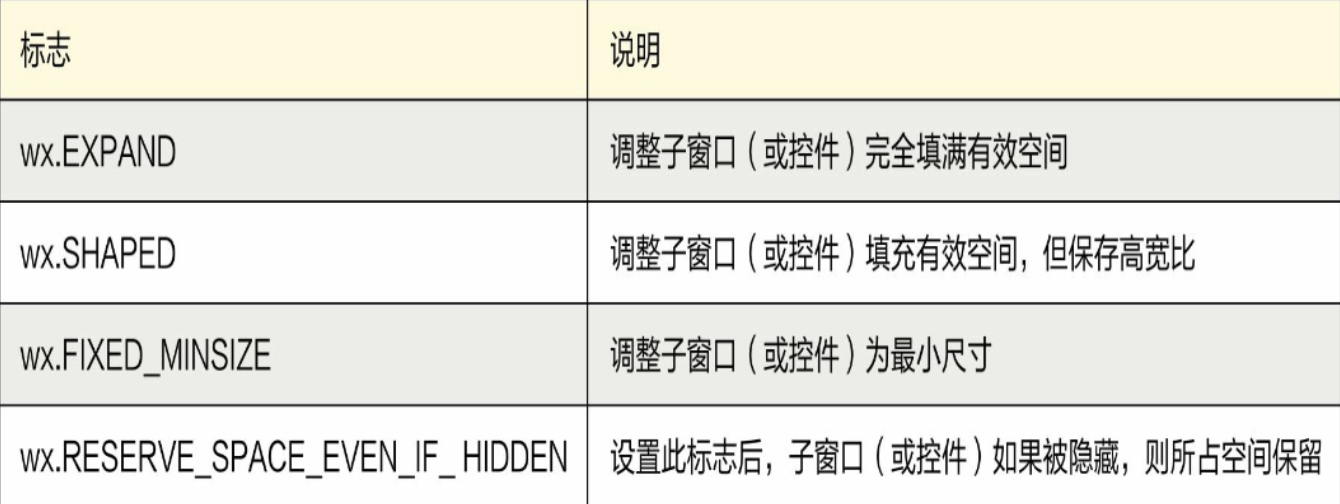 标志 说明
wx.EXPAND 调整子窗口（或控件）完全填满有效空间
wx.SHAPED 调整子窗口（或控件）填充有效空间，但保存高宽比
wx.FIXED_MINSIZE 调整子窗口（或控件）为最小尺寸
wx.RESERVE_SPACE_EVEN_IF_ HIDDEN 设置此标志后，子窗口（或控件）如果被隐藏，则所占空间保留